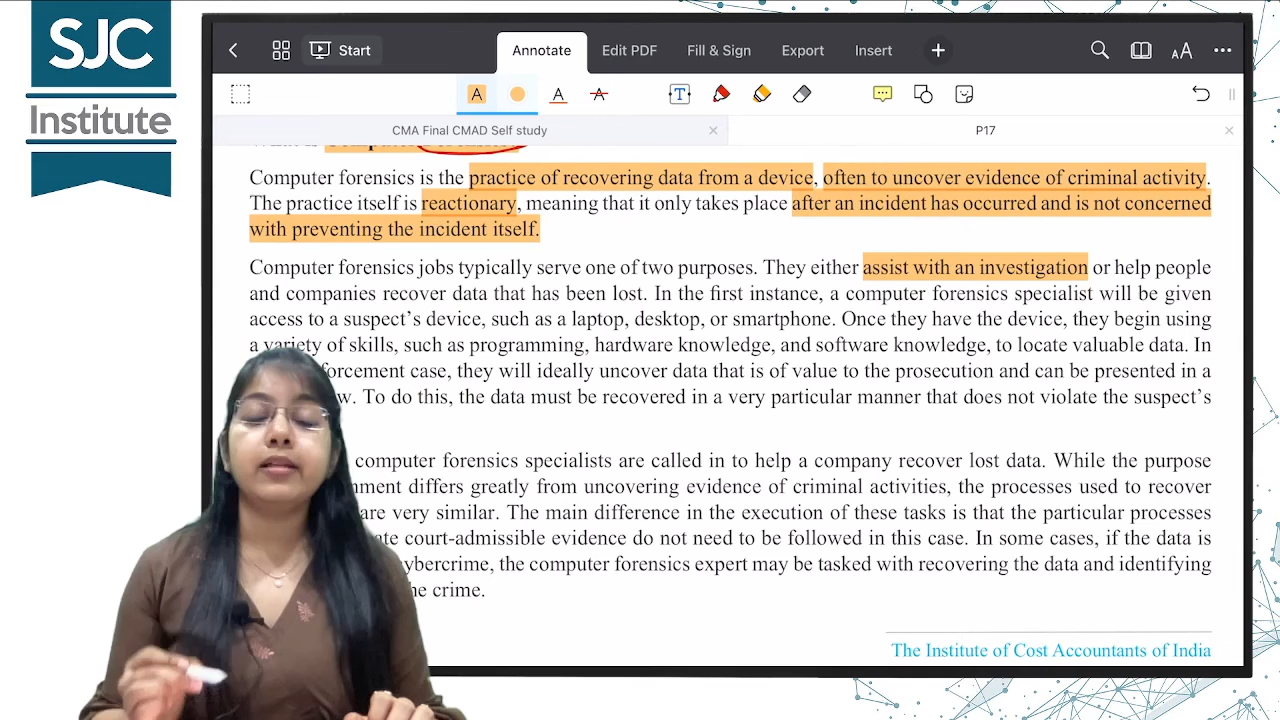 SJC
Institute
Start
Annotate
Edit PDF
Fill & Sign
Export
Insert
CMA Final CMAD Self study
P17
Computer forensics is the practice of recovering data from a device, often to uncover evidence of criminal activity.
The practice itself is reactionary, meaning that it only takes place after an incident has occurred and is not concerned
with preventing the incident itself.
Computer forensics jobs typically serve one of two purposes. They either assist with an investigation or help people
and companies recover data that has been lost. In the first instance, a computer forensics specialist will be given
access to a suspect's device, such as a laptop, desktop, or smartphone. Once they have the device, they begin using
a variety of skills, such as programming, hardware knowledge, and software knowledge, to locate valuable data. In
case, they will ideally uncover data that is of value to the prosecution and can be presented in a
To do this, the data must be recovered in a very particular manner that does not violate the suspect's
computer forensics specialists are called in to help a company recover lost data. While the purpose
differs greatly from uncovering evidence of criminal activities, the processes used to recover
are very similar. The main difference in the execution of these tasks is that the particular processes
court-admissible evidence do not need to be followed in this case. In some cases, if the data is
the computer forensics expert may be tasked with recovering the data and identifying
the crime.
The Institute of Cost Accountants of India